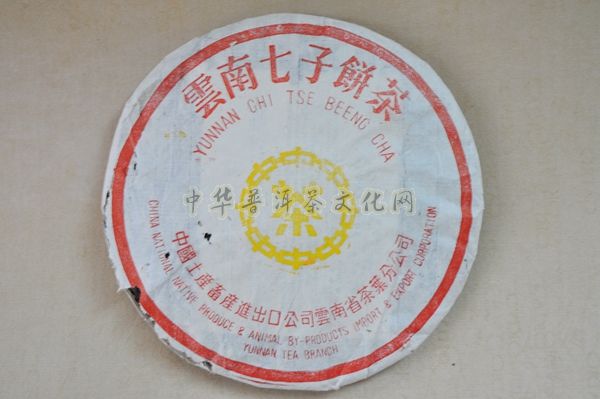 雲南七子餅茶
YUNNAN CHI TSE BEENG CHA
茶
中华普洱茶文化网
中國土產畜產進出口公司雲南省茶葉分公司
CHINA NATIONAL NATIVE PRODUCE & ANIMAL BY-PRODUCTS IMPORT & EXPORT CORPORATION
YUNNAN TEA BRANCH